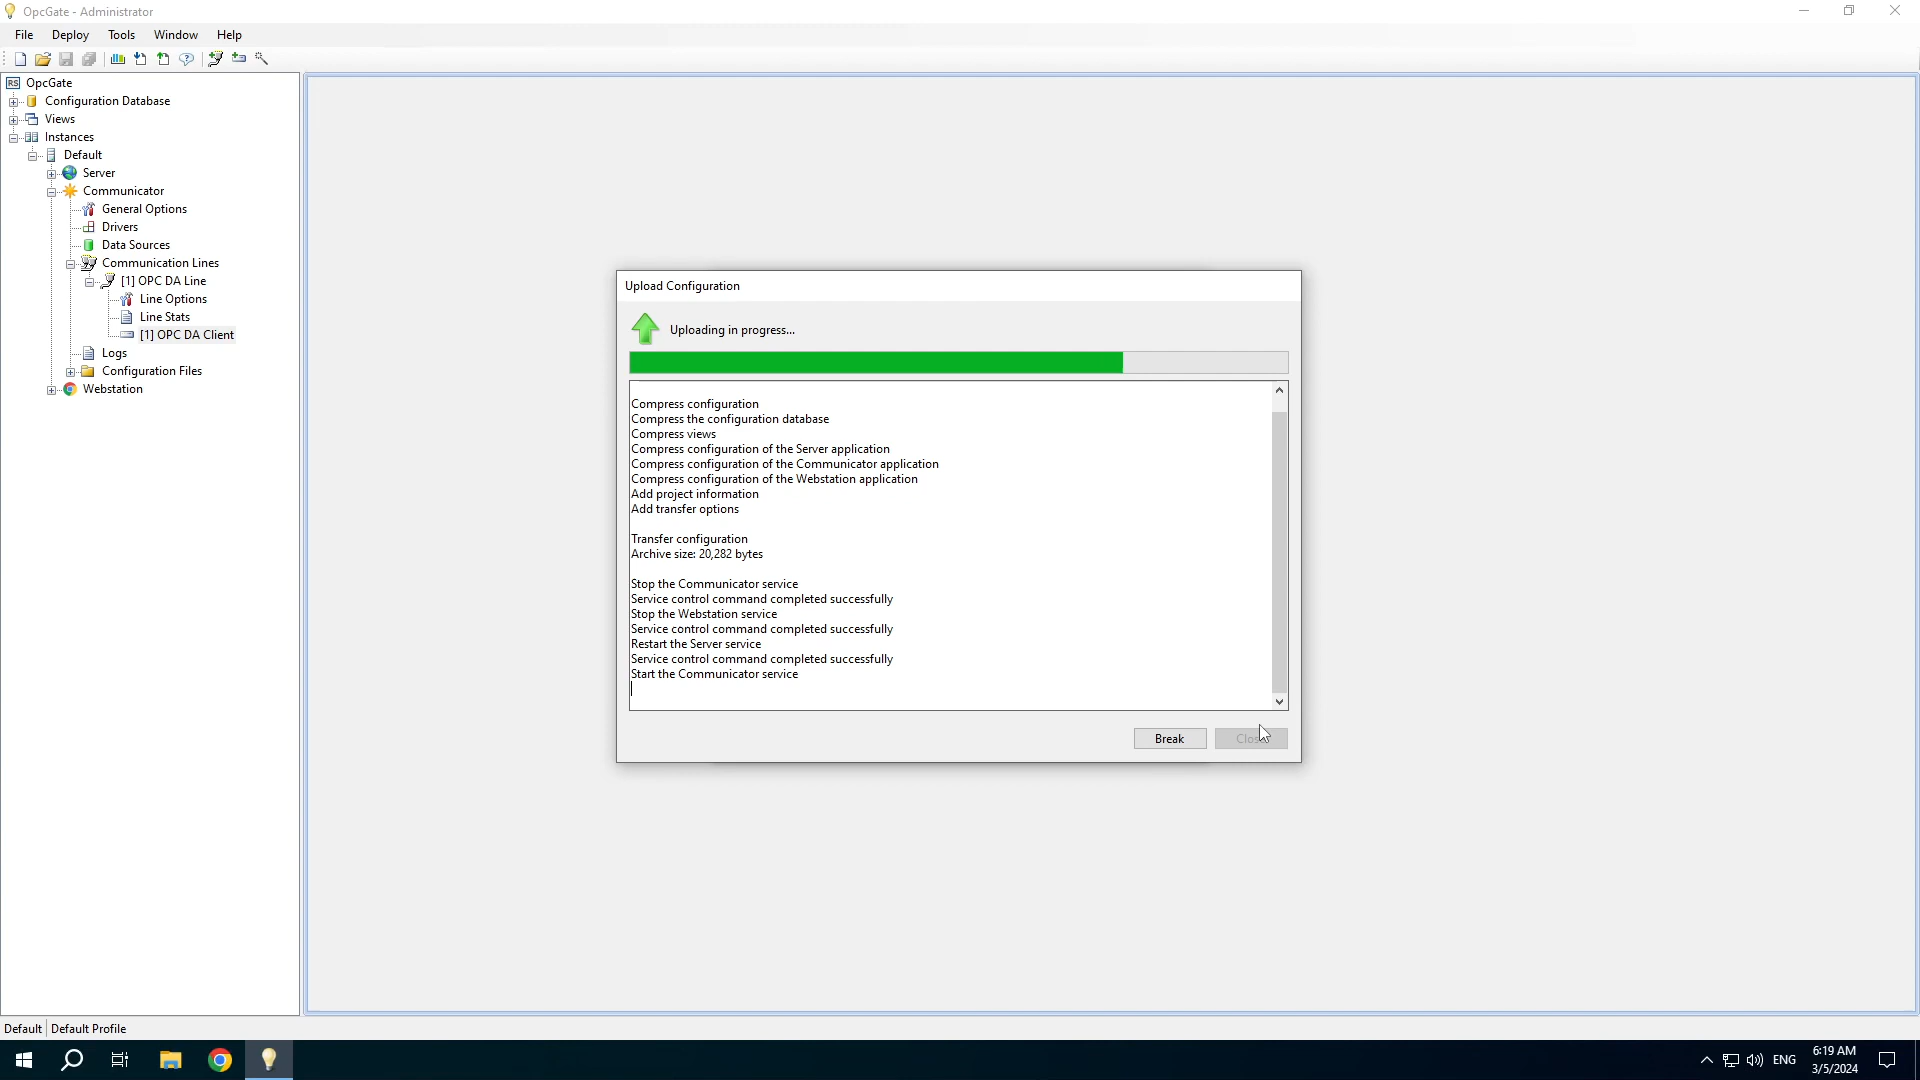 OpcGate - Administrator
File Deploy Tools Window Help
RS OpcGate
Configuration Database
Views
Instances
Default
Server
Communicator
General Options
Drivers
Data Sources
Communication Lines
[1] OPC DA Line
Line Options
Line Stats
[1] OPC DA Client
Logs
Configuration Files
Webstation
Upload Configuration
Uploading in progress...
Compress configuration
Compress the configuration database
Compress views
Compress configuration of the Server application
Compress configuration of the Communicator application
Compress configuration of the Webstation application
Add project information
Add transfer options
Transfer configuration
Archive size: 20,282 bytes
Stop the Communicator service
Service control command completed successfully
Stop the Webstation service
Service control command completed successfully
Restart the Server service
Service control command completed successfully
Start the Communicator service
Break Close
Default Default Profile
ENG
6:19 AM
3/5/2024